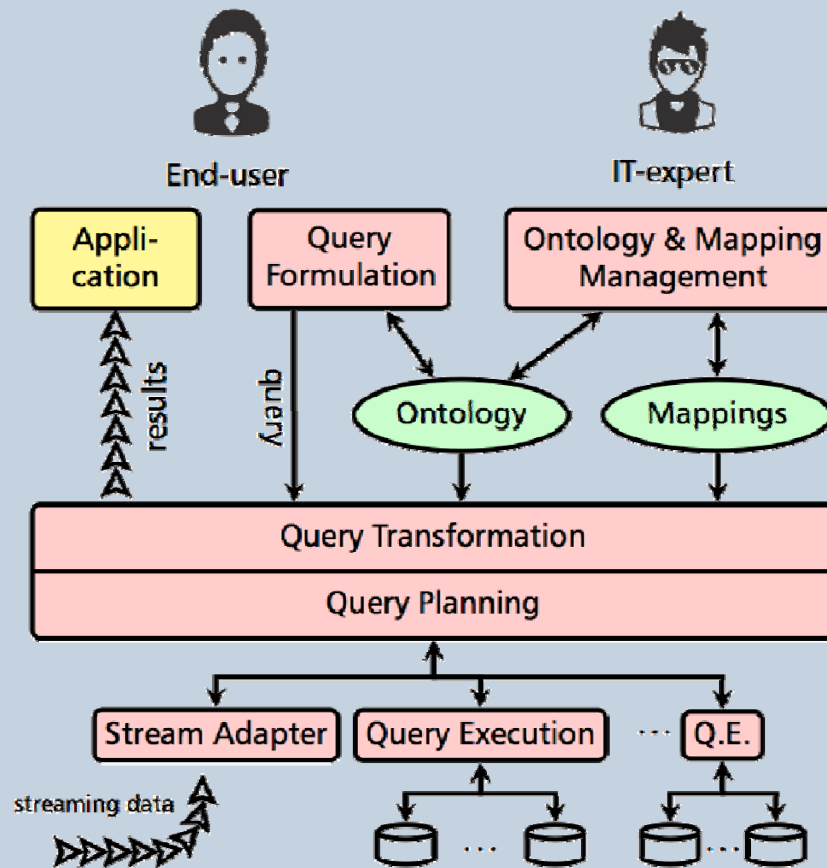 End-user
IT-expert
Appli-
cation
Query
Formulation
Ontology & Mapping
Management
results
query
Ontology
Mappings
Query Transformation
Query Planning
Stream Adapter
Query Execution
...
Q.E.
streaming data
...
...